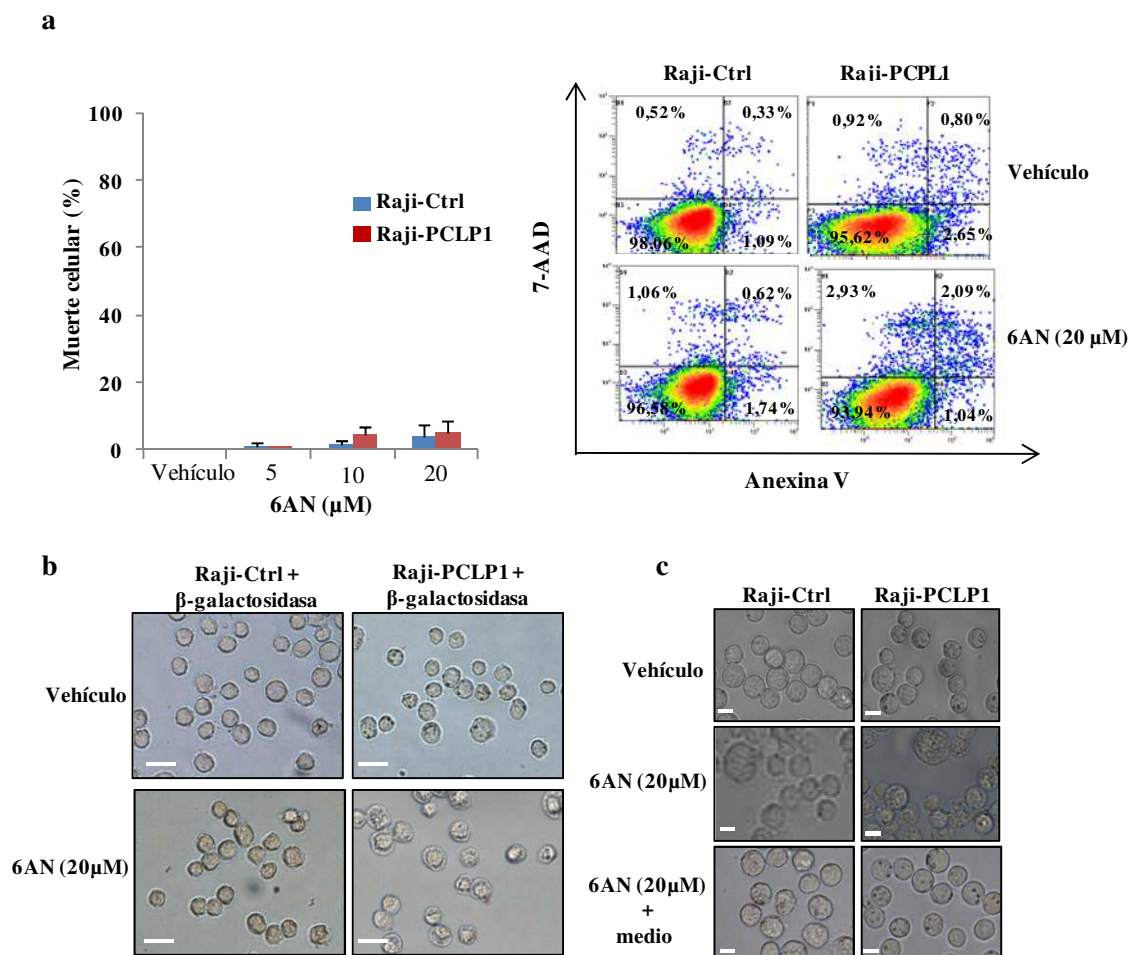 a
100
80
60
40
20
0
Muerte celular (%)
Raji-Ctrl
Raji-PCLP1
Vehículo 5 10 20
6AN (µM)
Raji-Ctrl Raji-PCPL1
0,52% 0,33% 0,92% 0,80%
Vehículo
98,06% 1,09% 95,62% 2,65%
7-AAD
1,06% 0,62% 2,93% 2,09%
6AN (20 µM)
96,58% 1,74% 93,94% 1,04%
Anexina V
b
Raji-Ctrl + Raji-PCLP1 +
β-galactosidasa β-galactosidasa
Vehículo
6AN (20µM)
c
Raji-Ctrl Raji-PCLP1
Vehículo
6AN (20µM)
6AN (20µM)
+
medio